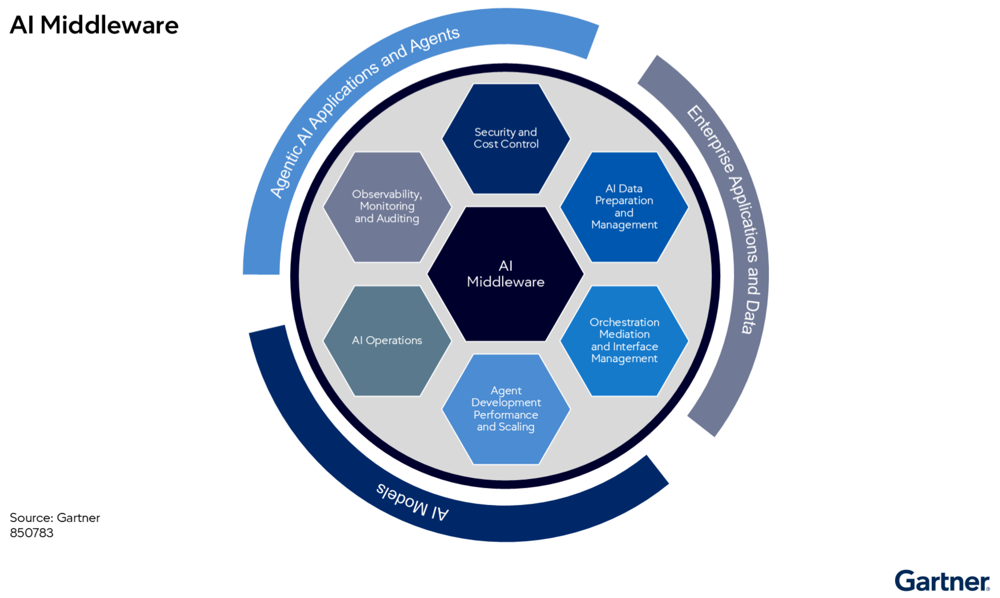 AI Middleware
Agentic AI Applications and Agents
Enterprise Applications and Data
Security and
Cost Control
Observability,
Monitoring
and Auditing
AI Data
Preparation
and
Management
AI
Middleware
AI Operations
Orchestration
Mediation
and Interface
Management
Agent
Development
Performance
and Scaling
AI Models
Source: Gartner
850783
Gartner®